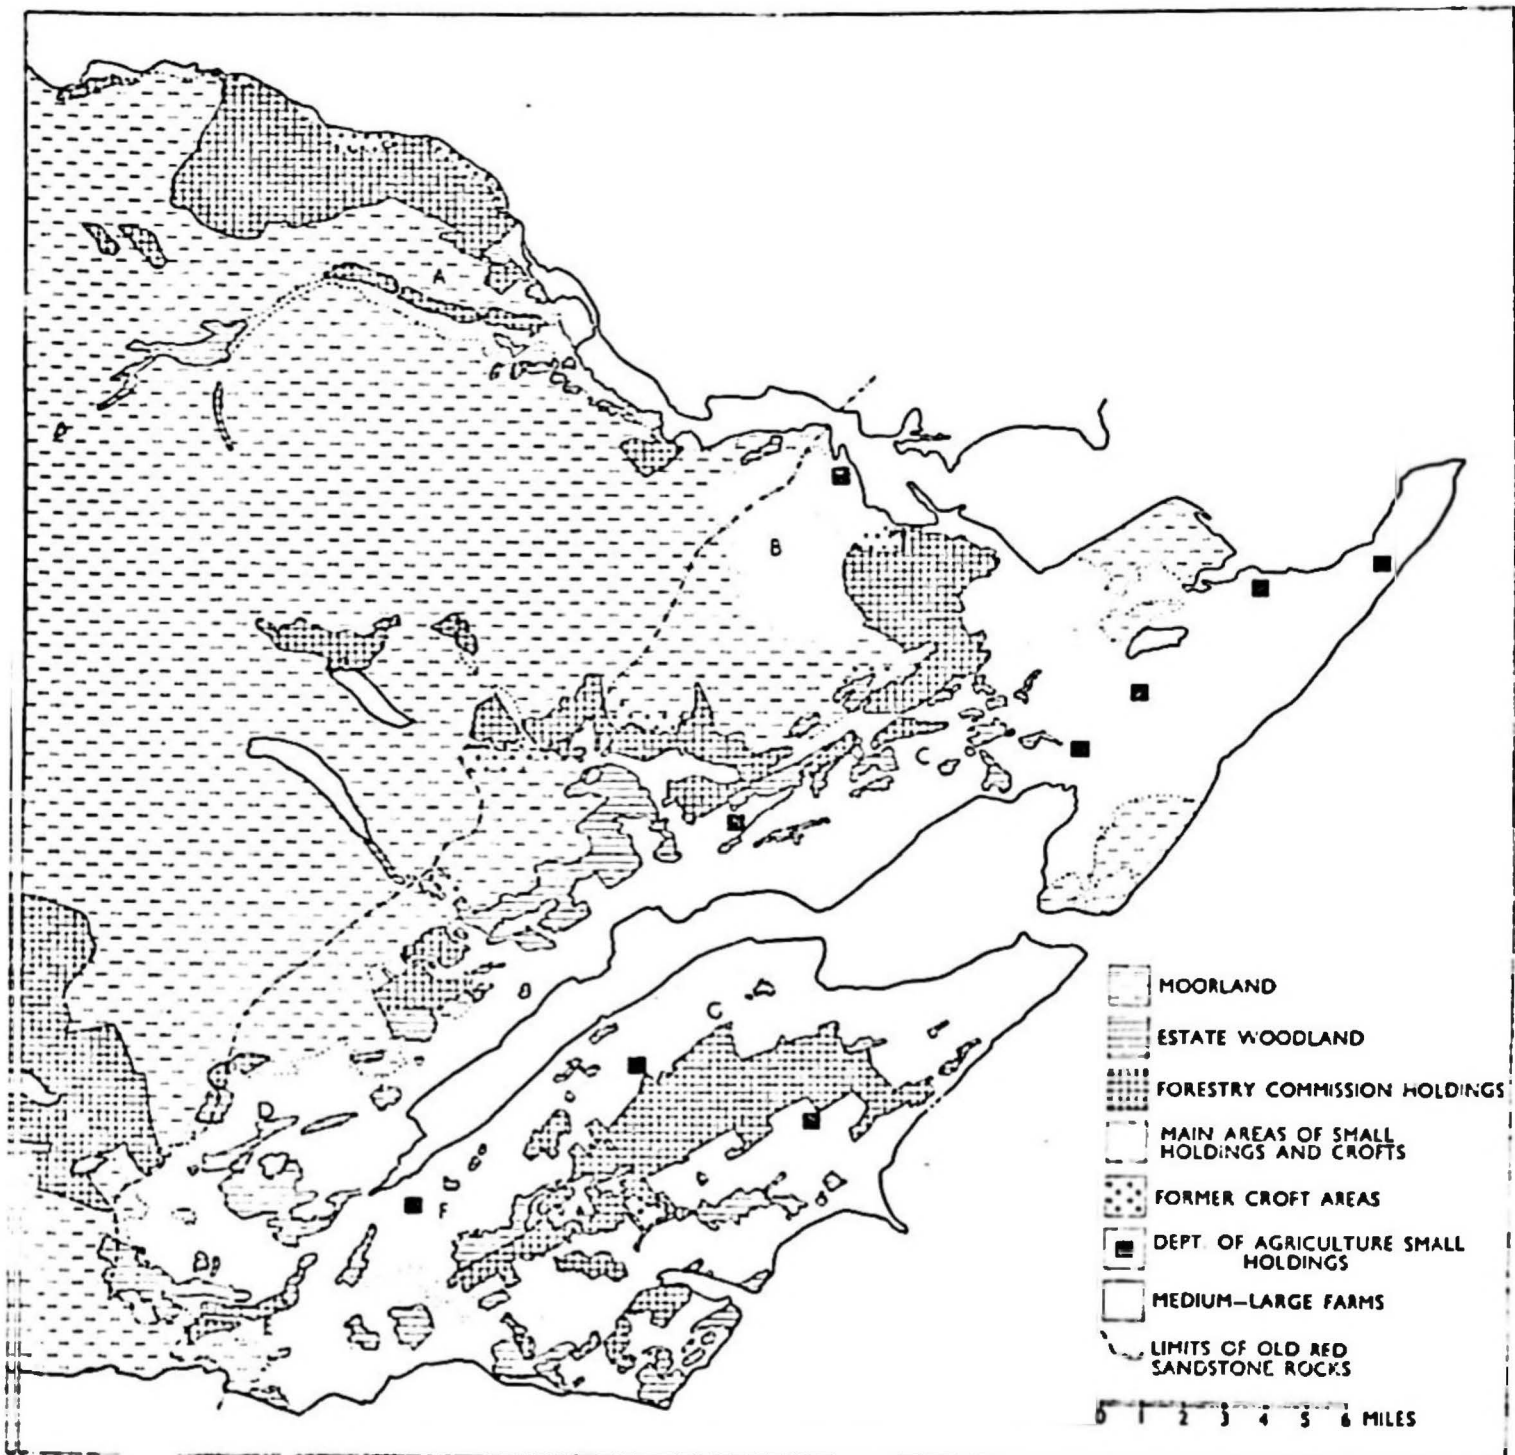 A
B
C
D
F
G
MOORLAND
ESTATE WOODLAND
FORESTRY COMMISSION HOLDINGS
MAIN AREAS OF SMALL
HOLDINGS AND CROFTS
FORMER CROFT AREAS
DEPT. OF AGRICULTURE SMALL
HOLDINGS
MEDIUM-LARGE FARMS
LIMITS OF OLD RED
SANDSTONE ROCKS
0 1 2 3 4 5 6 MILES